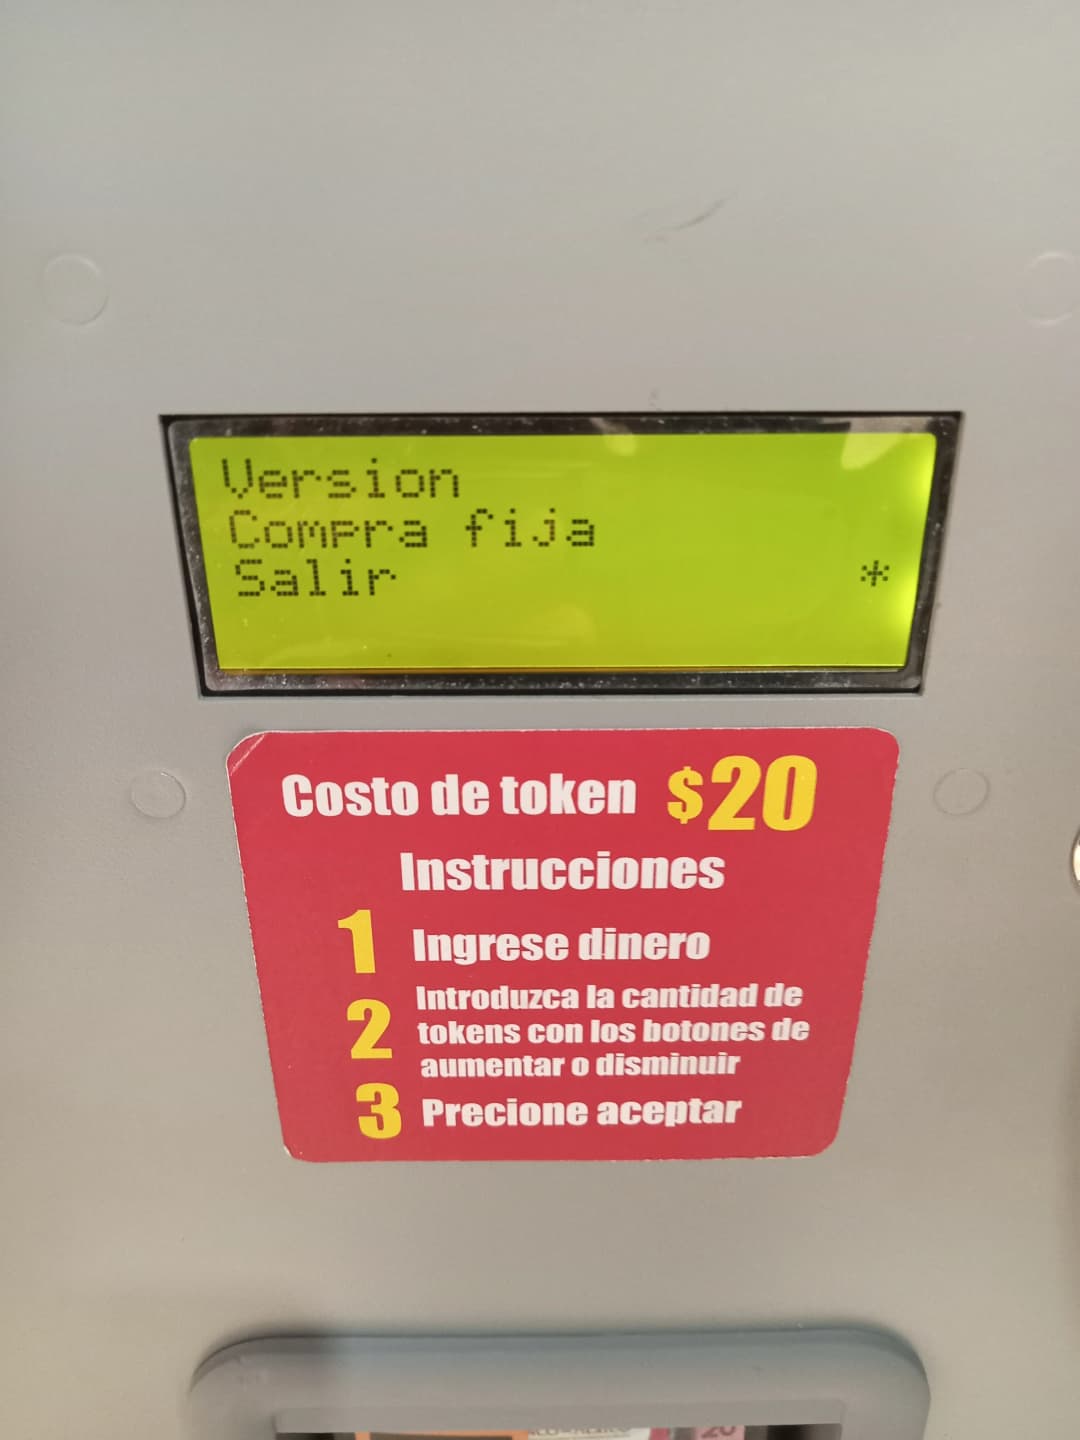 Version
Compra fija
Salir *
Costo de token $20
Instrucciones
1 Ingrese dinero
2 Introduzca la cantidad de
tokens con los botones de
aumentar o disminuir
3 Precione aceptar
20